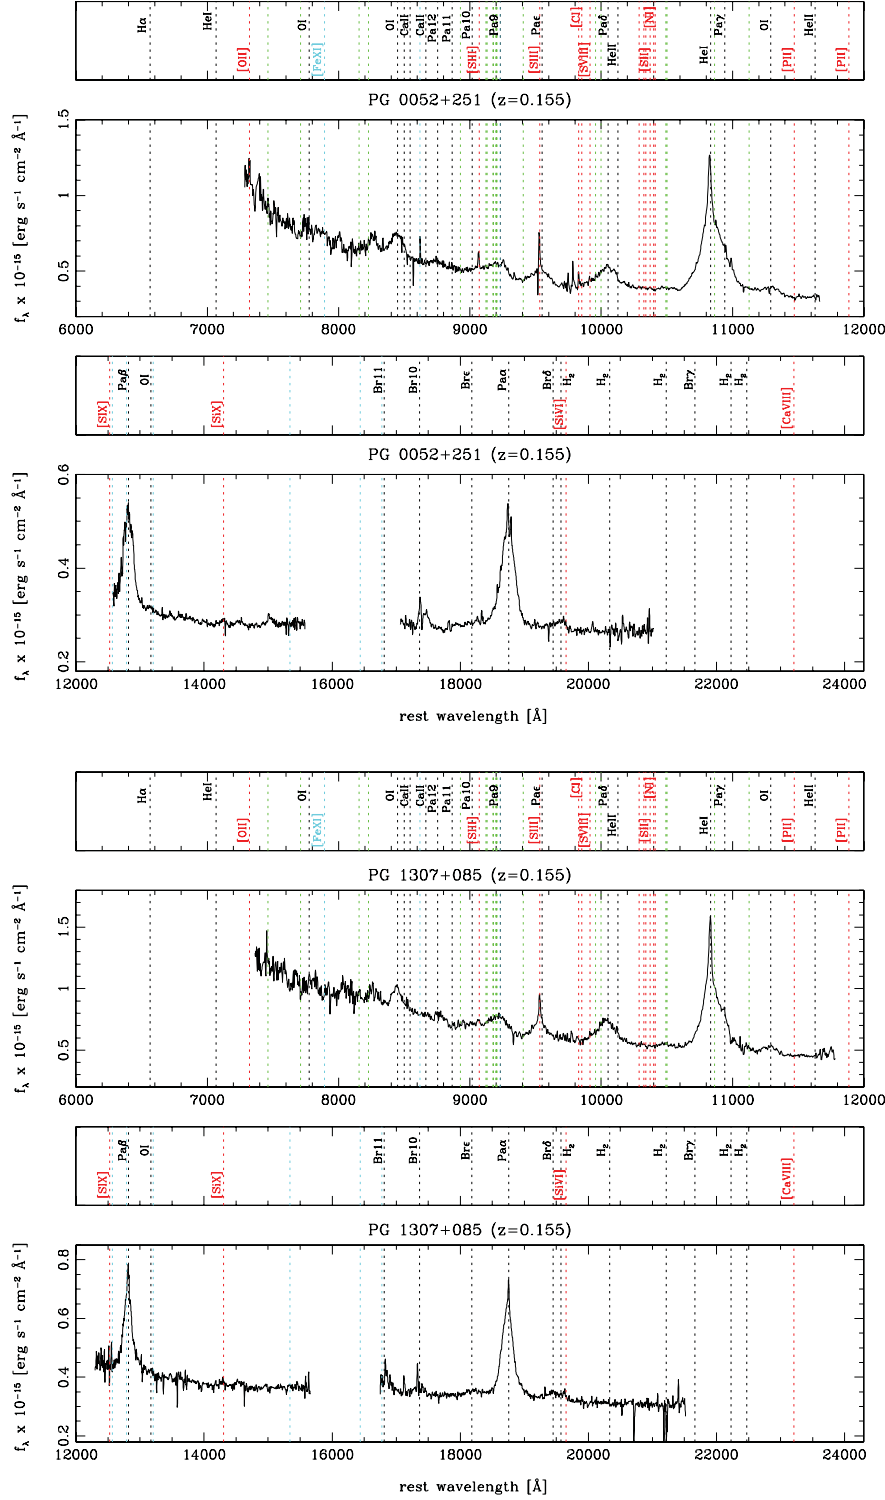 Hα HeI OI OI CaII CaII Pa12 Pa11 Pa10 Pa9 Paε Paδ HeII HeI Paγ OI HeII
[OII] [FeXI] [SIII] [SIII] [CI] [SVIII] [SII] [NI] [PII] [PII]
PG 0052+251 (z=0.155)
1.5
1
0.5
f λ x 10⁻¹⁵ [erg s⁻¹ cm⁻² Å⁻¹]
6000 7000 8000 9000 10000 11000 12000
Paβ OI Br11 Br10 Brε Paα Brδ H₂ H₂ H₂ Brγ H₂ H₂
[SIX] [SiX] [SiVI] [CaVIII]
PG 0052+251 (z=0.155)
0.6
0.4
0.2
f λ x 10⁻¹⁵ [erg s⁻¹ cm⁻² Å⁻¹]
12000 14000 16000 18000 20000 22000 24000
rest wavelength [Å]
Hα HeI OI OI CaII CaII Pa12 Pa11 Pa10 Pa9 Paε Paδ HeII HeI Paγ OI HeII
[OII] [FeXI] [SIII] [SIII] [CI] [SVIII] [SII] [NI] [PII] [PII]
PG 1307+085 (z=0.155)
1.5
1
0.5
f λ x 10⁻¹⁵ [erg s⁻¹ cm⁻² Å⁻¹]
6000 7000 8000 9000 10000 11000 12000
Paβ OI Br11 Br10 Brε Paα Brδ H₂ H₂ H₂ Brγ H₂ H₂
[SIX] [SiX] [SiVI] [CaVIII]
PG 1307+085 (z=0.155)
0.8
0.6
0.4
0.2
f λ x 10⁻¹⁵ [erg s⁻¹ cm⁻² Å⁻¹]
12000 14000 16000 18000 20000 22000 24000
rest wavelength [Å]